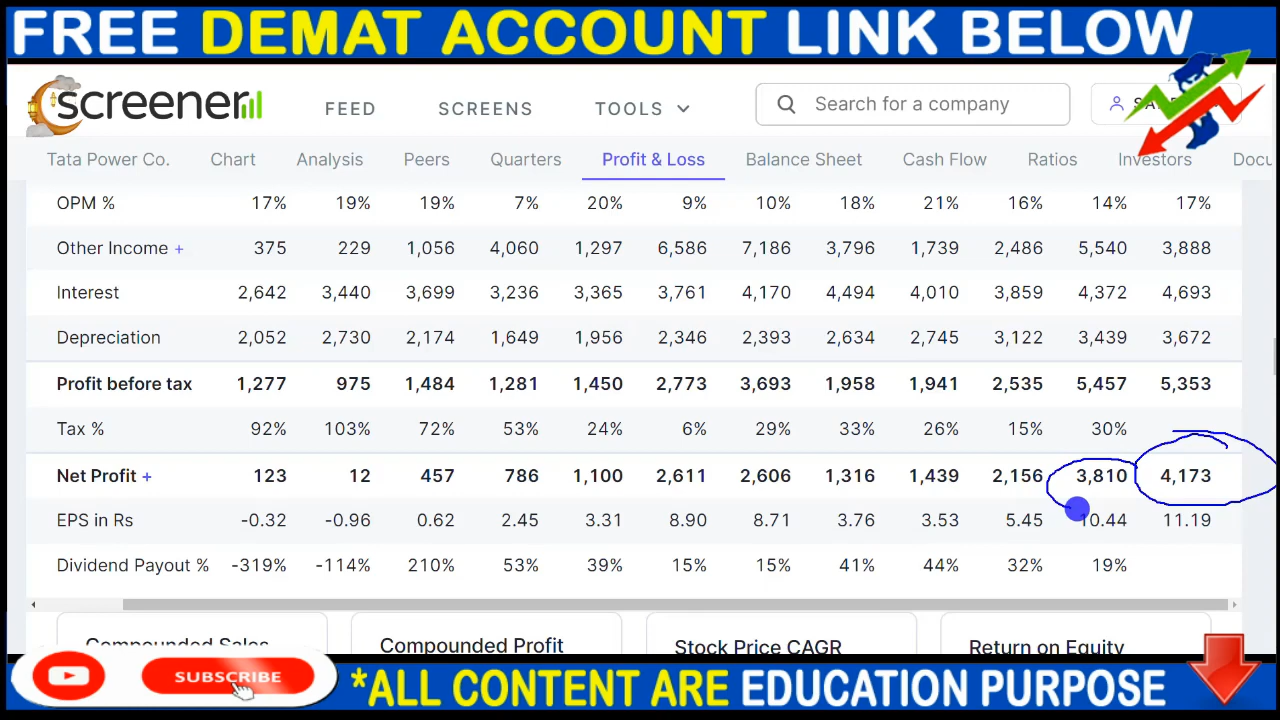 FREE DEMAT ACCOUNT LINK BELOW
screener
FEED SCREENS TOOLS Search for a company
Tata Power Co. Chart Analysis Peers Quarters Profit & Loss Balance Sheet Cash Flow Ratios Investors Docu
OPM % 17% 19% 19% 7% 20% 9% 10% 18% 21% 16% 14% 17%
Other Income + 375 229 1,056 4,060 1,297 6,586 7,186 3,796 1,739 2,486 5,540 3,888
Interest 2,642 3,440 3,699 3,236 3,365 3,761 4,170 4,494 4,010 3,859 4,372 4,693
Depreciation 2,052 2,730 2,174 1,649 1,956 2,346 2,393 2,634 2,745 3,122 3,439 3,672
Profit before tax 1,277 975 1,484 1,281 1,450 2,773 3,693 1,958 1,941 2,535 5,457 5,353
Tax % 92% 103% 72% 53% 24% 6% 29% 33% 26% 15% 30%
Net Profit + 123 12 457 786 1,100 2,611 2,606 1,316 1,439 2,156 3,810 4,173
EPS in Rs -0.32 -0.96 0.62 2.45 3.31 8.90 8.71 3.76 3.53 5.45 10.44 11.19
Dividend Payout % -319% -114% 210% 53% 39% 15% 15% 41% 44% 32% 19%
Compounded Sales Compounded Profit Stock Price CAGR Return on Equity
SUBSCRIBE
*ALL CONTENT ARE EDUCATION PURPOSE